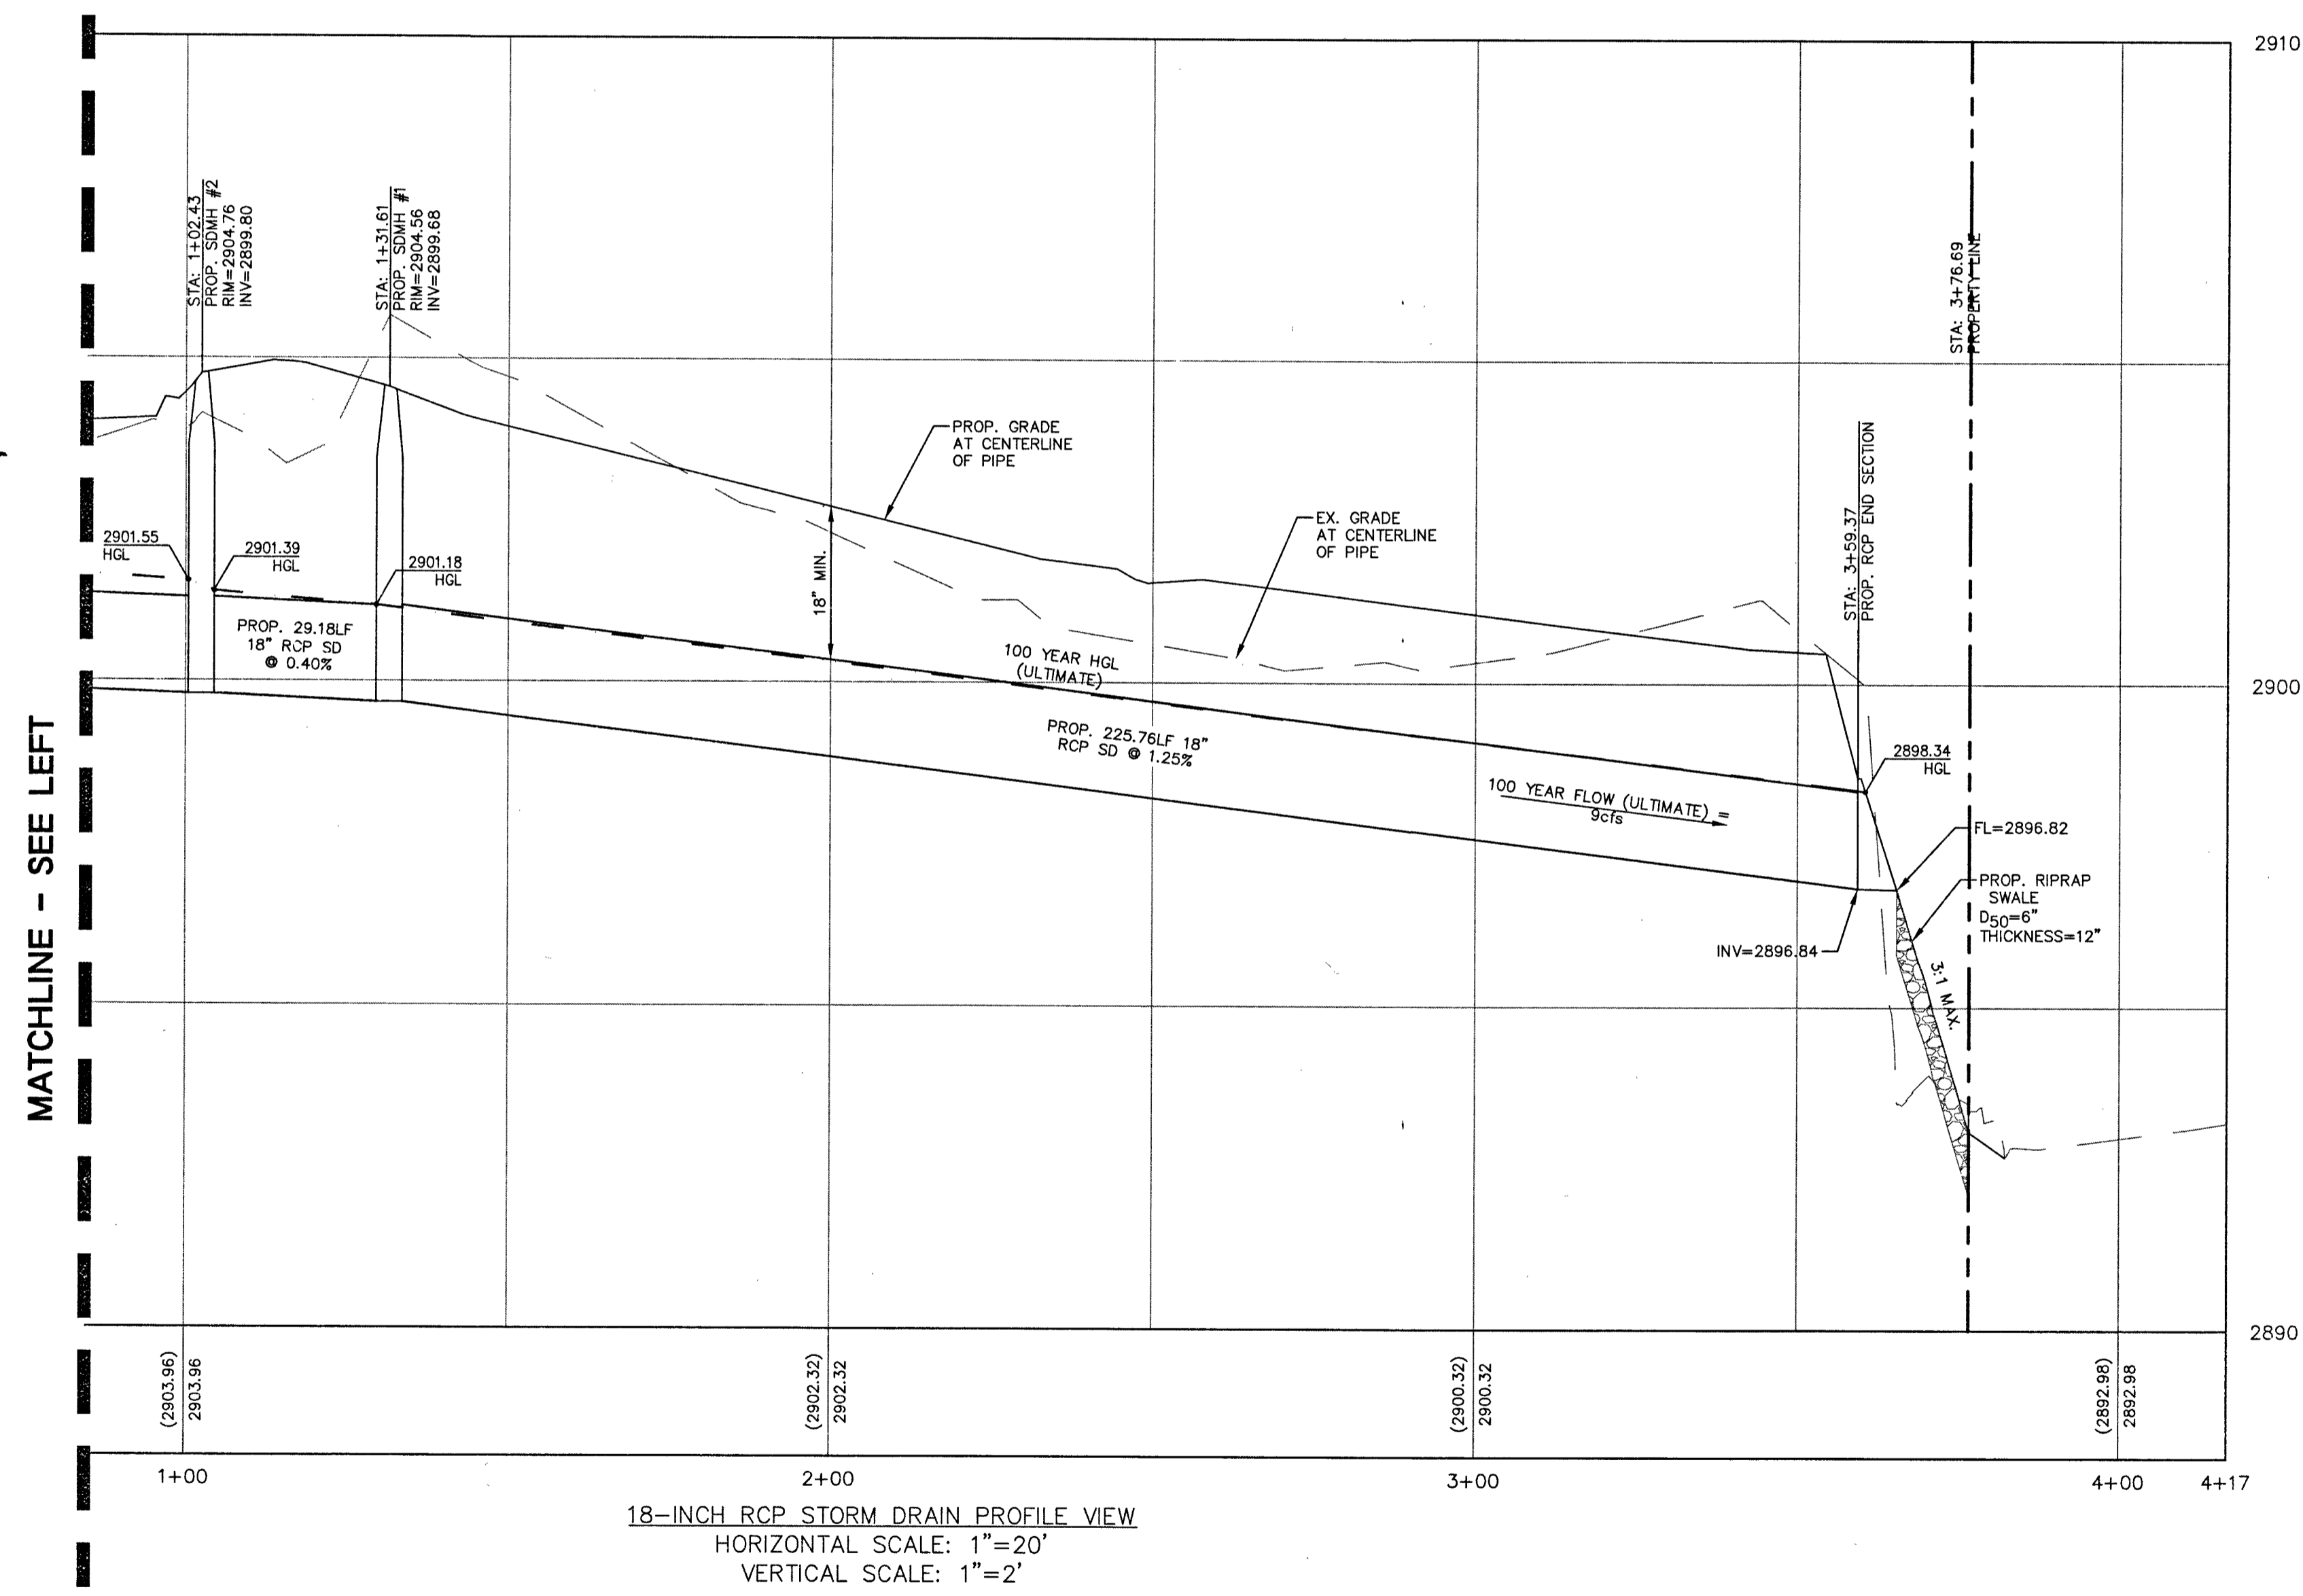 2910
STA: 1+02.43
PROP. SDMH #2
RIM=2904.76
INV=2899.80
STA: 1+31.61
PROP. SDMH #1
RIM=2904.56
INV=2899.68
STA: 3+76.69
PROPERTY LINE
PROP. GRADE
AT CENTERLINE
OF PIPE
STA: 3+59.37
PROP. RCP END SECTION
EX. GRADE
AT CENTERLINE
OF PIPE
2901.55
HGL
2901.39
HGL
2901.18
HGL
18" MIN.
PROP. 29.18LF
18" RCP SD
@ 0.40%
100 YEAR HGL
(ULTIMATE)
2900
PROP. 225.76LF 18"
RCP SD @ 1.25%
2898.34
HGL
100 YEAR FLOW (ULTIMATE) =
9cfs
FL=2896.82
PROP. RIPRAP
SWALE
D50=6"
THICKNESS=12"
INV=2896.84
3:1 MAX.
MATCHLINE - SEE LEFT
2890
(2903.96)
2903.96
(2902.32)
2902.32
(2900.32)
2900.32
(2892.98)
2892.98
1+00
2+00
3+00
4+00
4+17
18-INCH RCP STORM DRAIN PROFILE VIEW
HORIZONTAL SCALE: 1"=20'
VERTICAL SCALE: 1"=2'